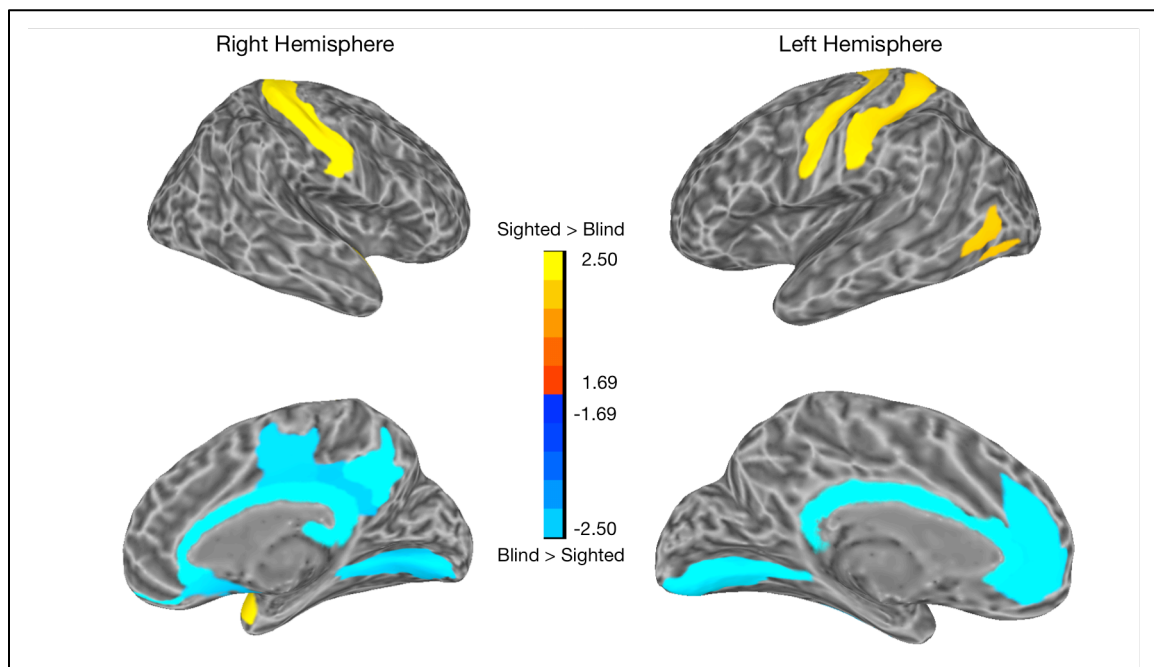 Right Hemisphere
Left Hemisphere
Sighted > Blind
2.50
1.69
-1.69
-2.50
Blind > Sighted